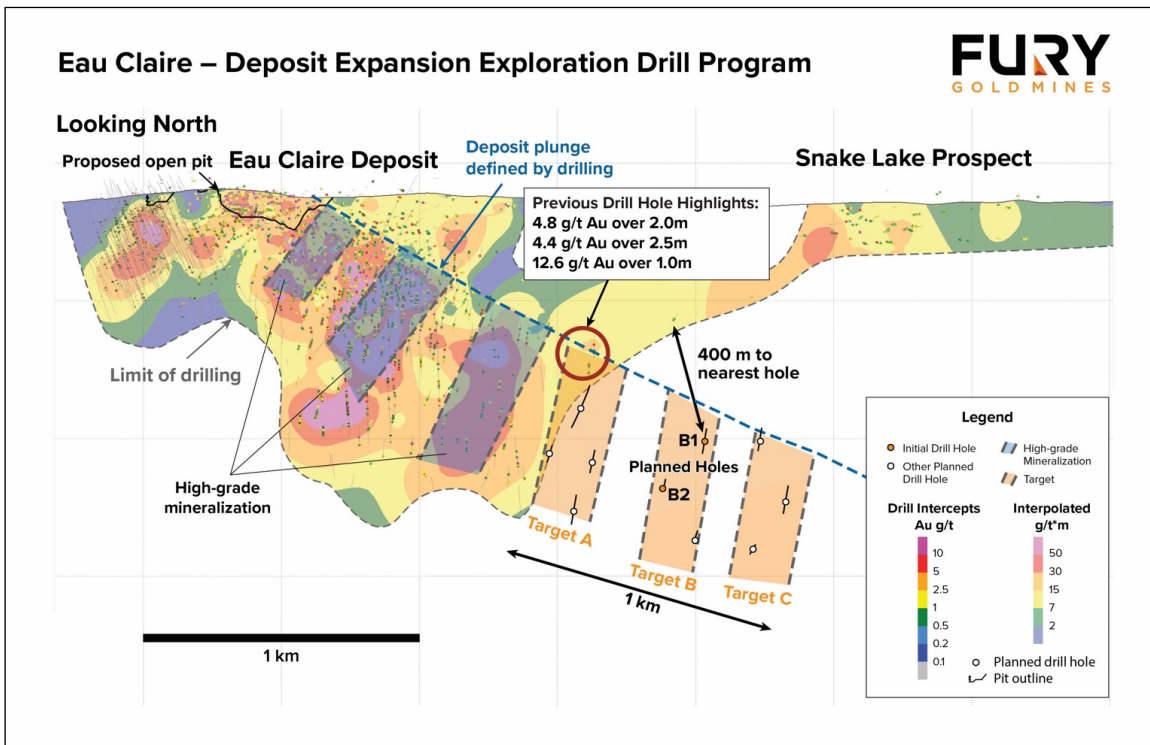 Eau Claire – Deposit Expansion Exploration Drill Program
FURY
GOLD MINES
Looking North
Proposed open pit
Eau Claire Deposit
Deposit plunge
defined by drilling
Snake Lake Prospect
Previous Drill Hole Highlights:
4.8 g/t Au over 2.0m
4.4 g/t Au over 2.5m
12.6 g/t Au over 1.0m
Limit of drilling
400 m to
nearest hole
High-grade
mineralization
B1
Planned Holes
B2
Target A
Target B
Target C
1 km
1 km
Legend
Initial Drill Hole
Other Planned
Drill Hole
High-grade
Mineralization
Target
Drill Intercepts
Au g/t
10
5
2.5
1
0.5
0.2
0.1
Interpolated
g/t*m
50
30
15
7
2
Planned drill hole
Pit outline